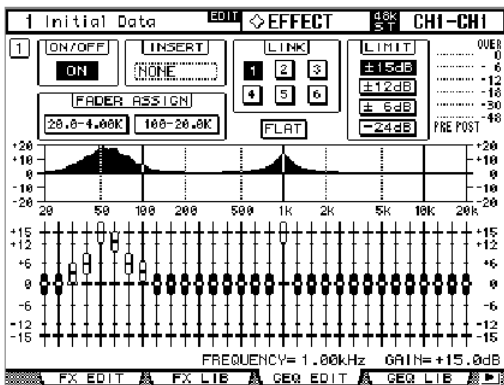 1 Initial Data EDIT ◇EFFECT 48K ST CH1-CH1
1 ON/OFF INSERT LINK LIMIT OVER
ON NONE 1 2 3 ±15dB 0
±12dB - 6
-12
4 5 6 ± 6dB -18
FADER ASSIGN -30
20.0-4.00K 100-20.0K FLAT -24dB -48
PRE POST
+20 +20
+10 +10
0 0
-10 -10
-20 -20
20 50 100 200 500 1K 2K 5K 10K 20K
+15 +15
+12 +12
+6 +6
0 0
-6 -6
-12 -12
-15 -15
FREQUENCY= 1.00kHz GAIN=+15.0dB
FX EDIT FX LIB GEQ EDIT GEQ LIB